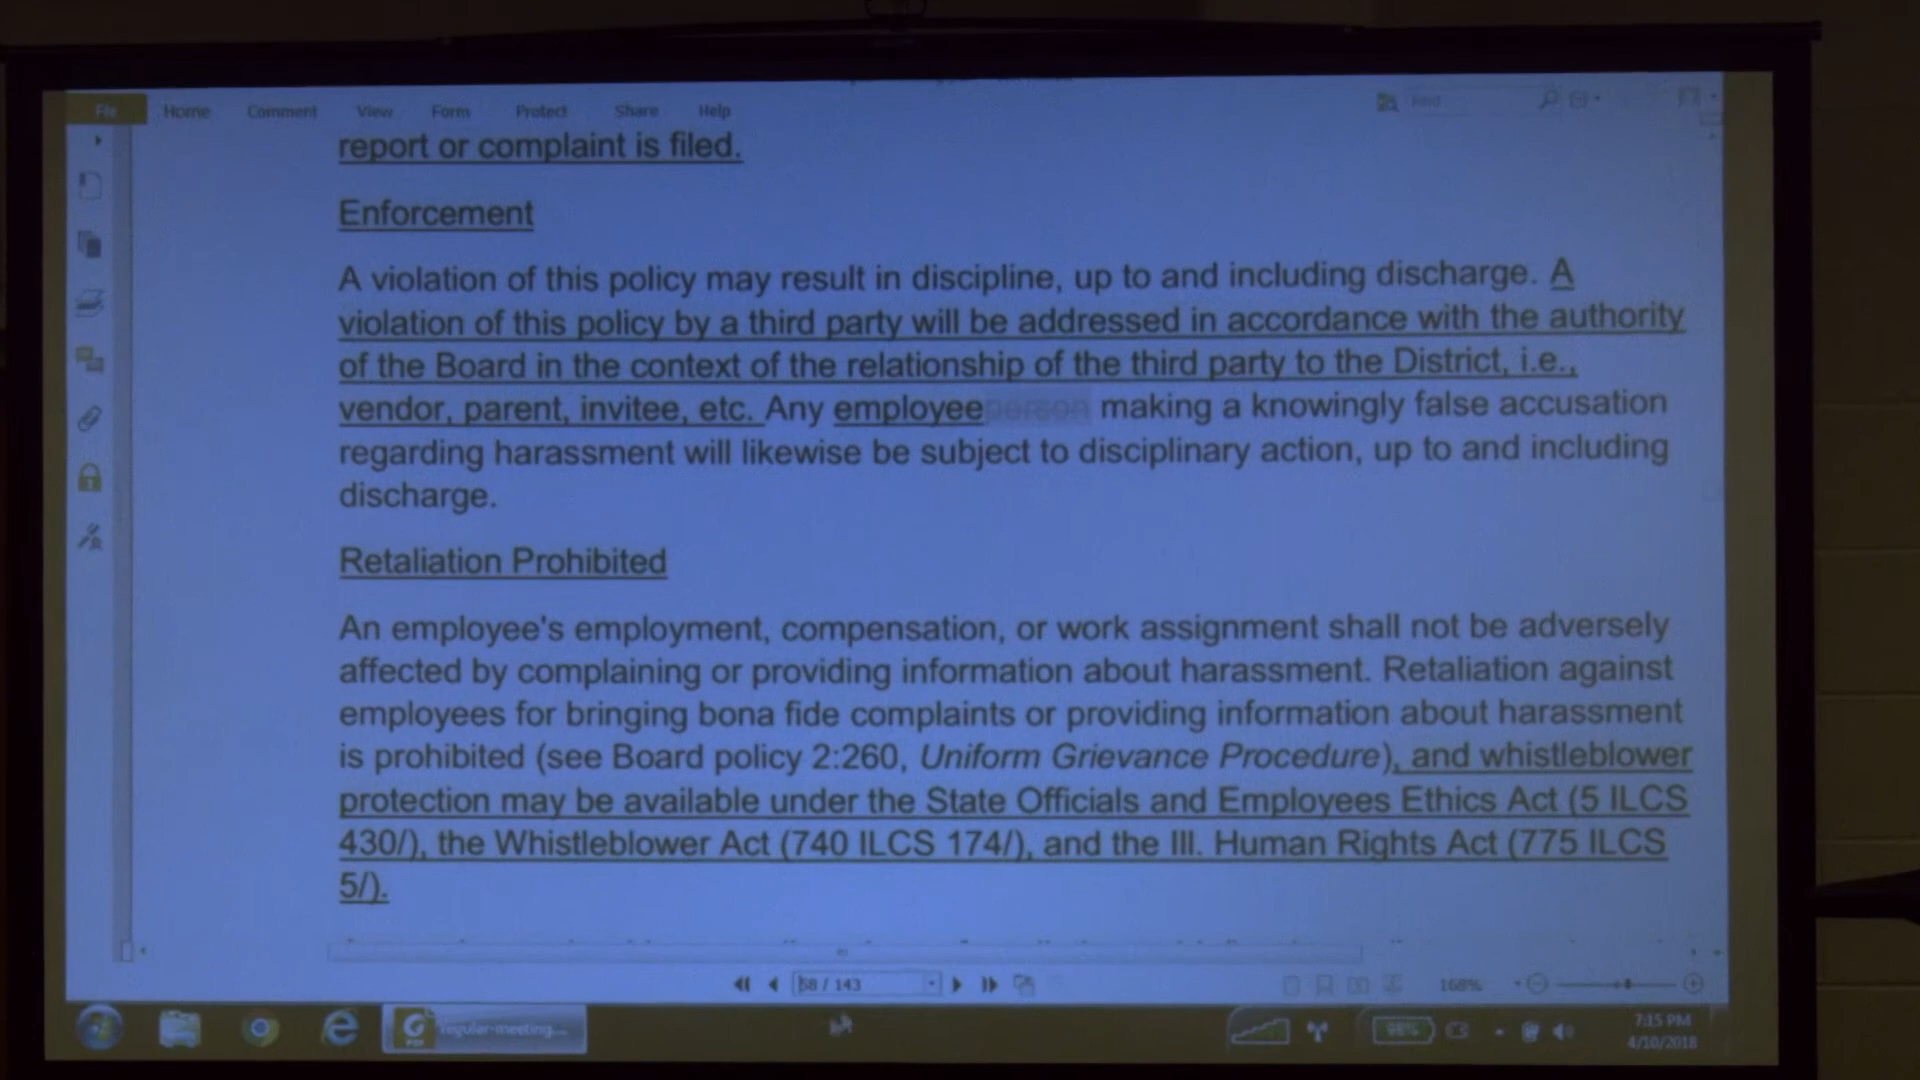 File Home Comment View Form Protect Share Help Find
report or complaint is filed.
Enforcement
A violation of this policy may result in discipline, up to and including discharge. A
violation of this policy by a third party will be addressed in accordance with the authority
of the Board in the context of the relationship of the third party to the District, i.e.,
vendor, parent, invitee, etc. Any employeeperson making a knowingly false accusation
regarding harassment will likewise be subject to disciplinary action, up to and including
discharge.
Retaliation Prohibited
An employee's employment, compensation, or work assignment shall not be adversely
affected by complaining or providing information about harassment. Retaliation against
employees for bringing bona fide complaints or providing information about harassment
is prohibited (see Board policy 2:260, Uniform Grievance Procedure), and whistleblower
protection may be available under the State Officials and Employees Ethics Act (5 ILCS
430/), the Whistleblower Act (740 ILCS 174/), and the Ill. Human Rights Act (775 ILCS
5/).
58 / 143
168%
regular-meeting....
98%
7:15 PM
4/10/2018